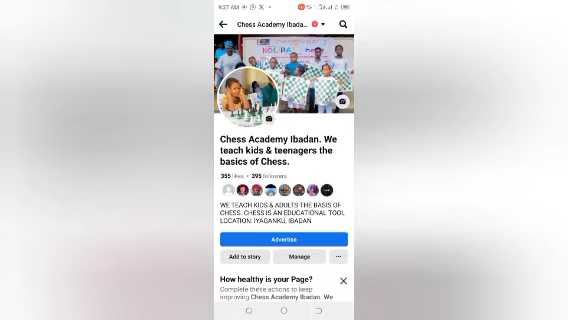 9:27 AM
Chess Academy Ibada...
Chess Academy Ibadan. We
teach kids & teenagers the
basics of Chess.
355 likes • 395 followers
WE TEACH KIDS & ADULTS THE BASIS OF
CHESS. CHESS IS AN EDUCATIONAL TOOL
LOCATION: IYAGANKU, IBADAN
Advertise
Add to story
Manage
How healthy is your Page?
Complete these actions to keep
improving Chess Academy Ibadan. We